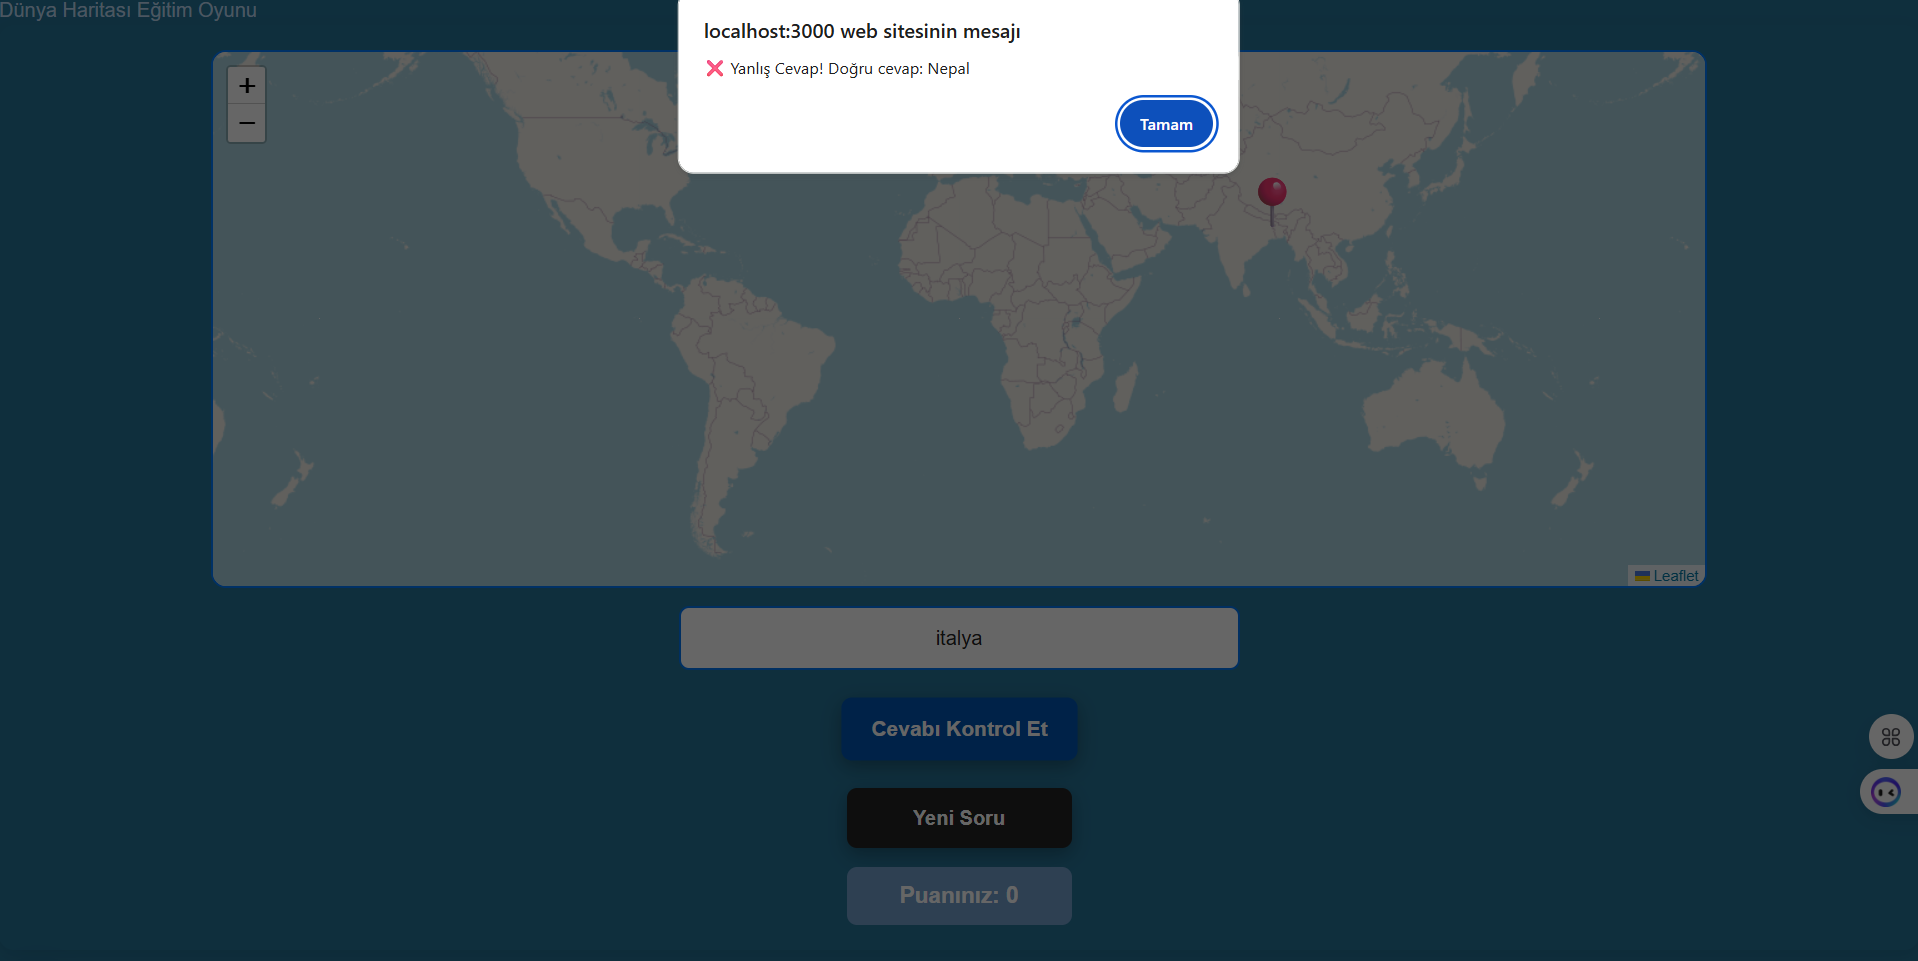 Dünya Haritası Eğitim Oyunu
localhost:3000 web sitesinin mesajı
❌ Yanlış Cevap! Doğru cevap: Nepal
Tamam
+
−
Leaflet
italya
Cevabı Kontrol Et
Yeni Soru
Puanınız: 0